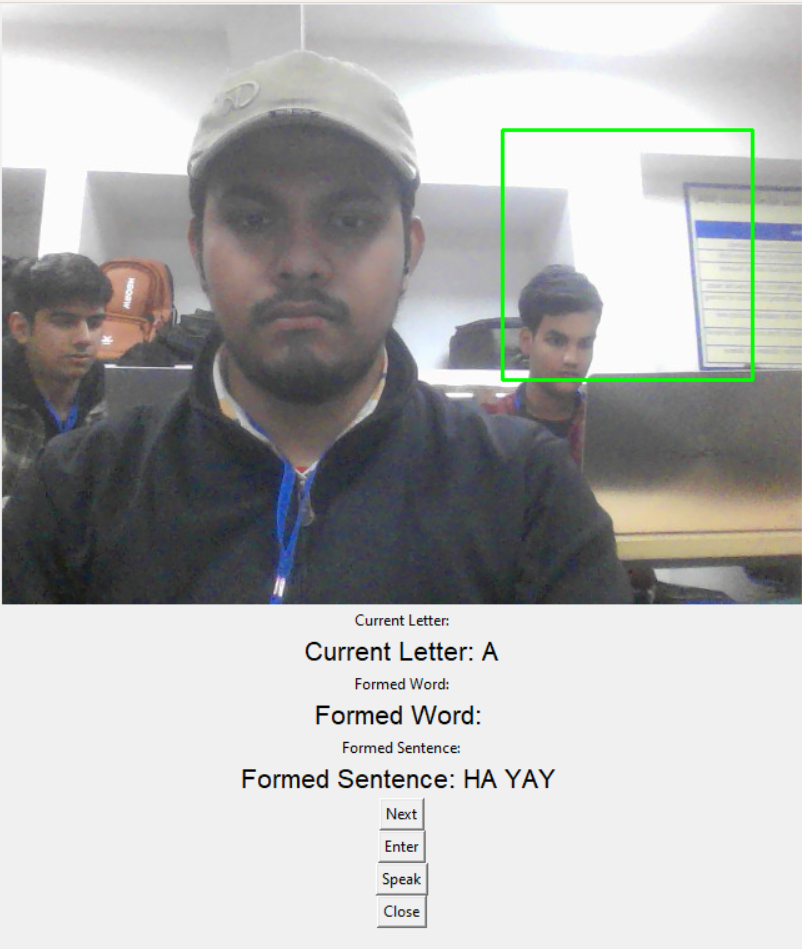 Current Letter:
Current Letter: A
Formed Word:
Formed Word:
Formed Sentence:
Formed Sentence: HA YAY
Next
Enter
Speak
Close